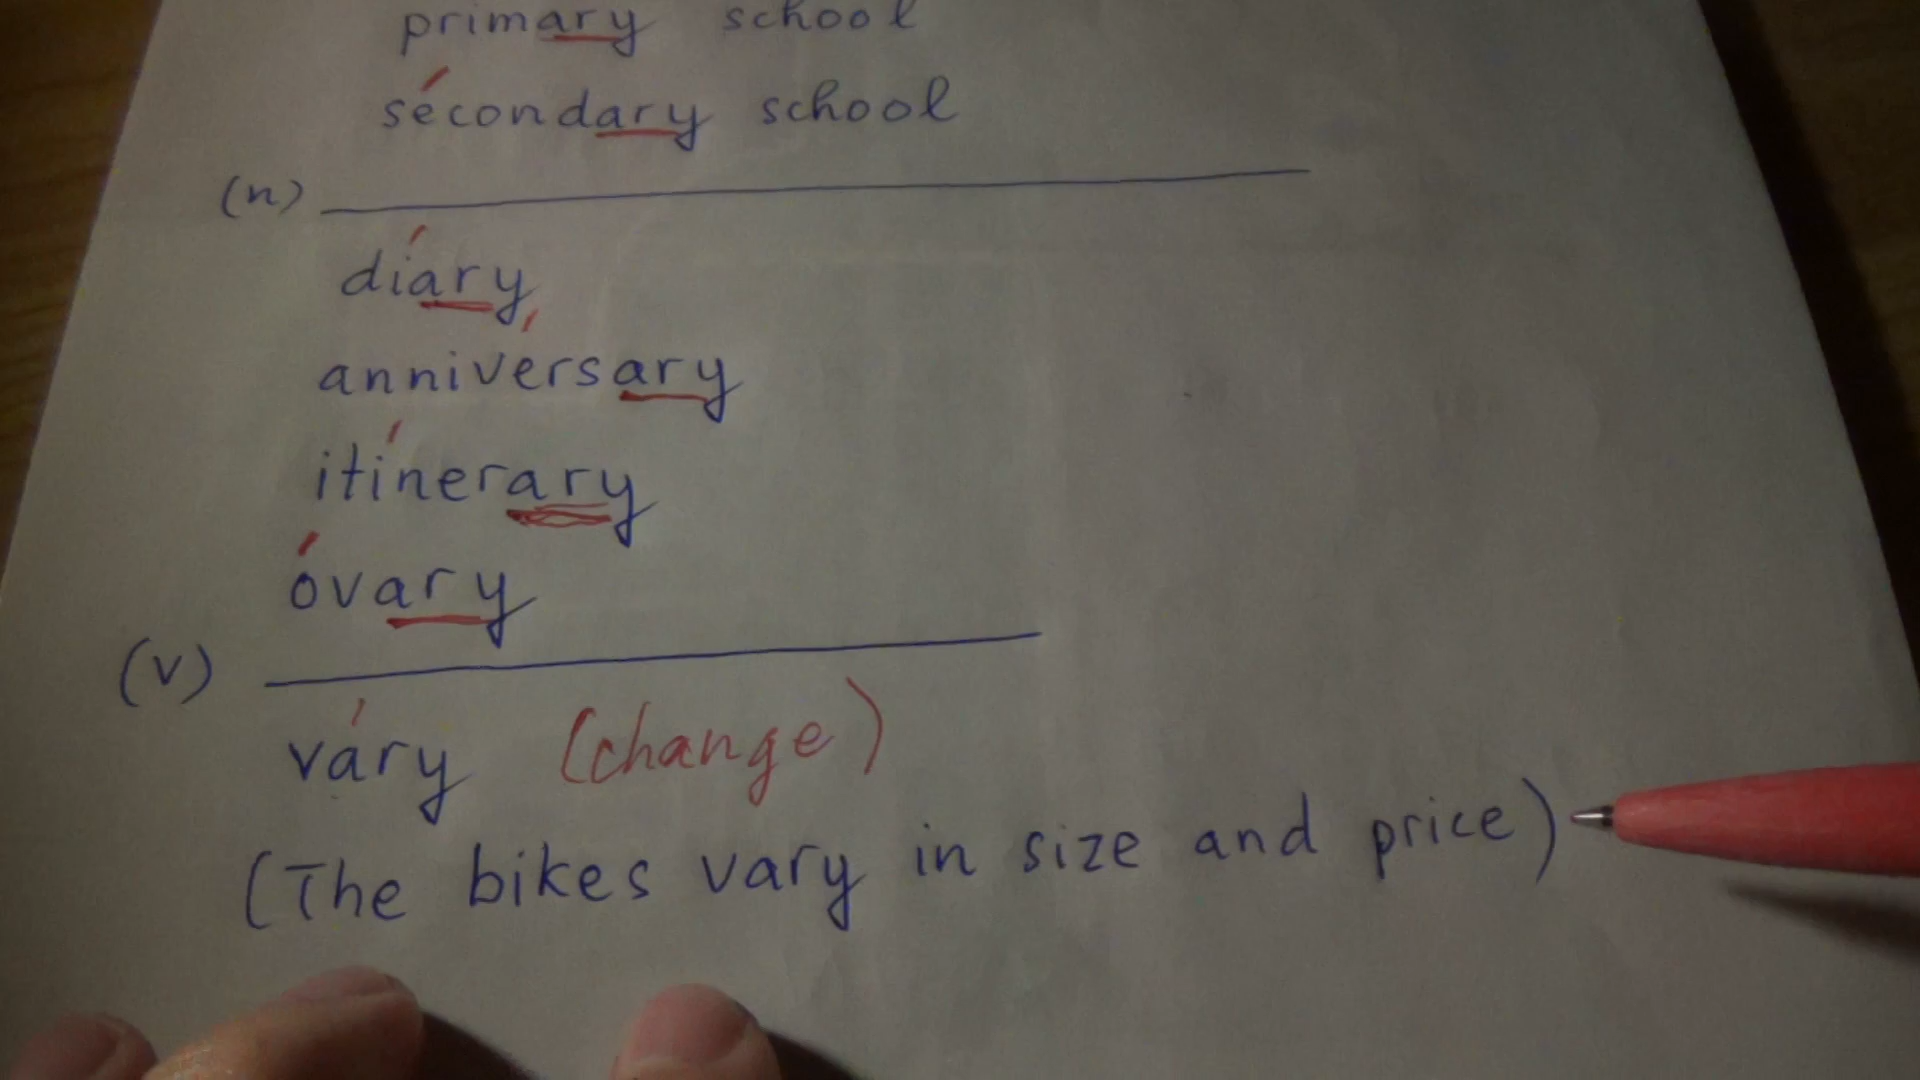 primary school
secondary school
(n)
diary
anniversary
itinerary
ovary
(v)
vary (change)
(The bikes vary in size and price)